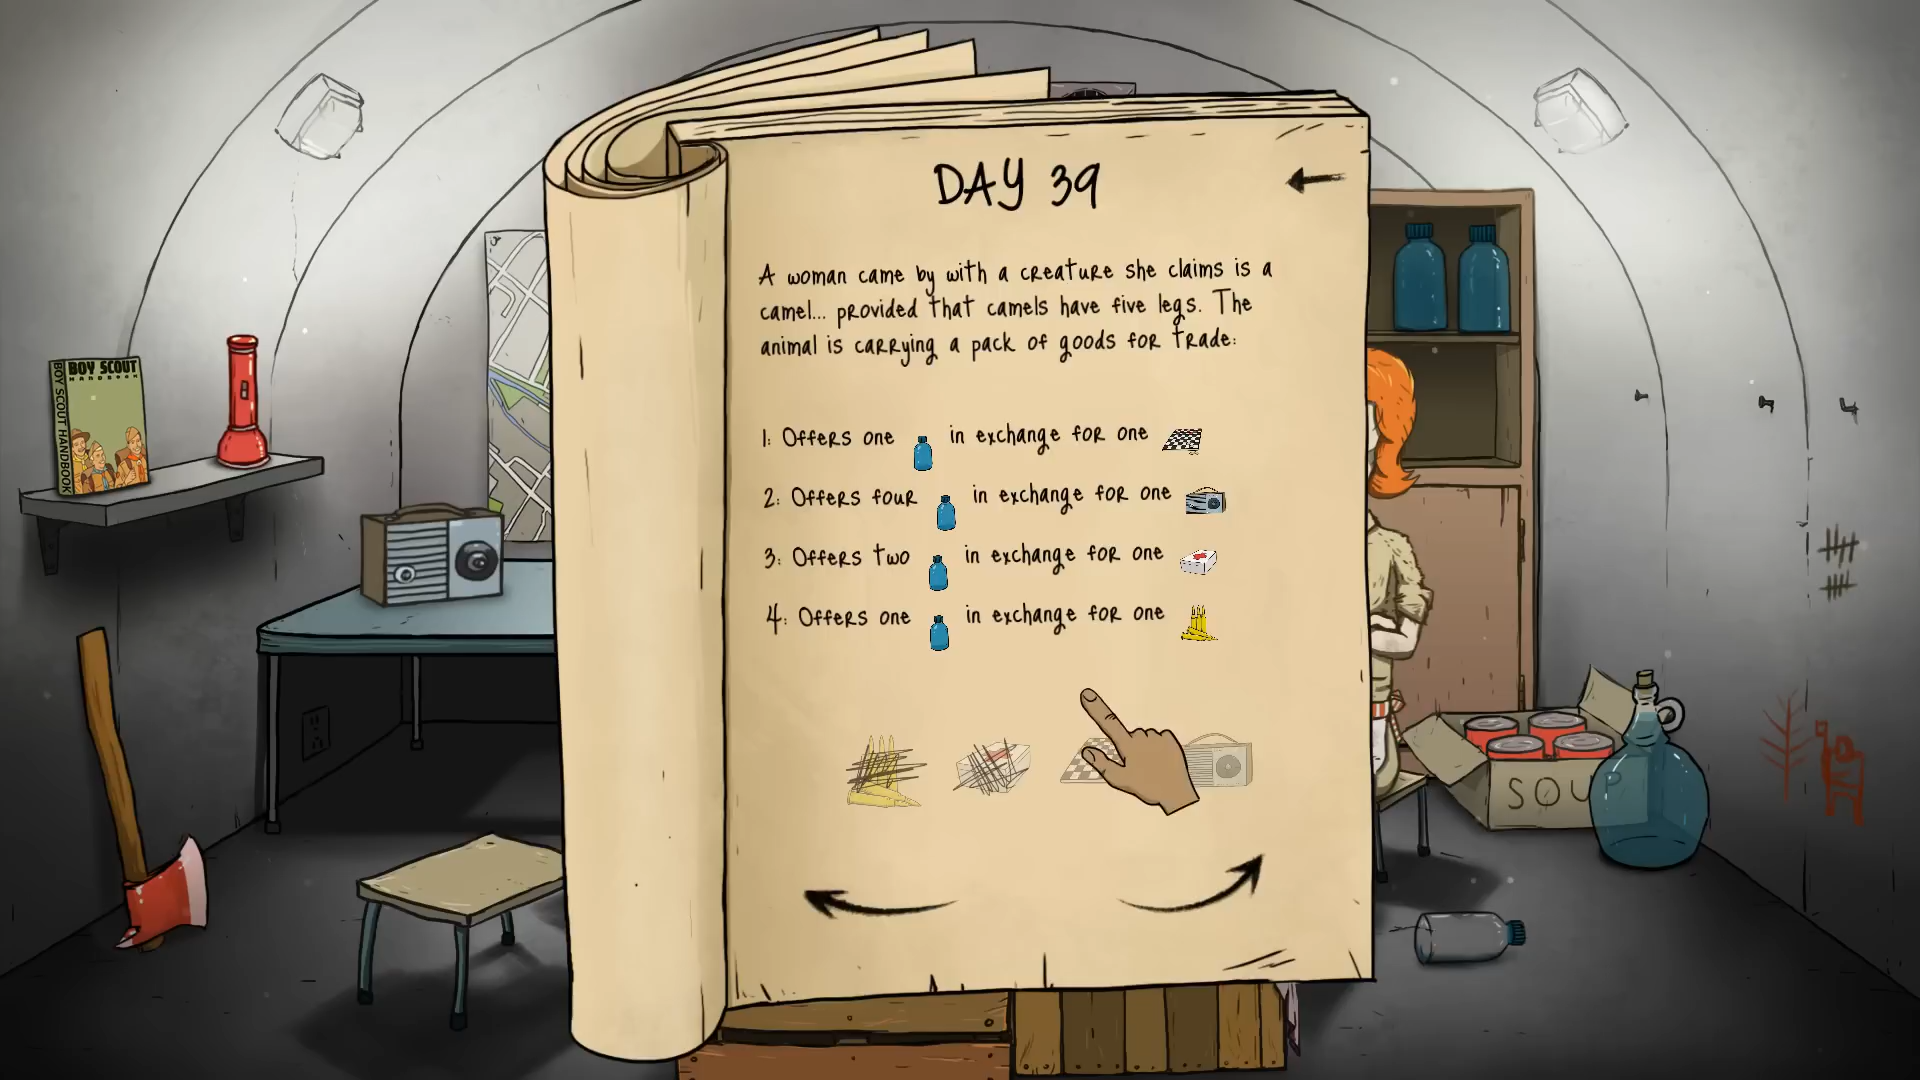 DAY 39
A woman came by with a creature she claims is a
camel... provided that camels have five legs. The
animal is carrying a pack of goods for trade:
1: Offers one in exchange for one
2: Offers four in exchange for one
3: Offers two in exchange for one
4: Offers one in exchange for one
BOY SCOUT
HANDBOOK
BOY SCOUT HANDBOOK
SOU